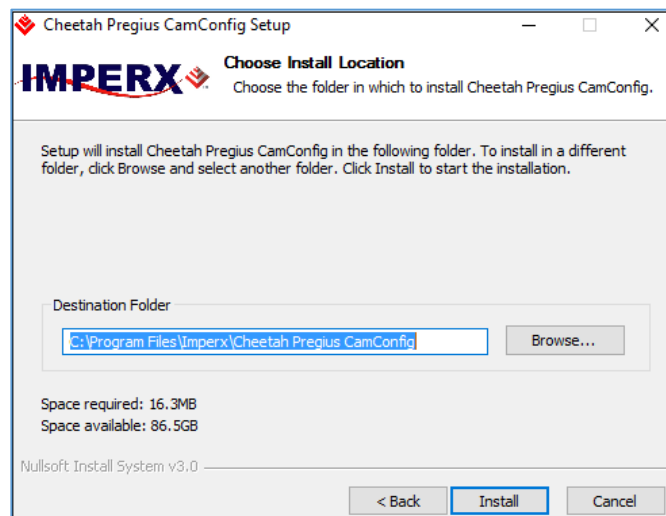 Cheetah Pregius CamConfig Setup
IMPERX
Choose Install Location
Choose the folder in which to install Cheetah Pregius CamConfig.
Setup will install Cheetah Pregius CamConfig in the following folder. To install in a different
folder, click Browse and select another folder. Click Install to start the installation.
Destination Folder
C:\Program Files\Imperx\Cheetah Pregius CamConfig
Browse...
Space required: 16.3MB
Space available: 86.5GB
Nullsoft Install System v3.0
< Back
Install
Cancel